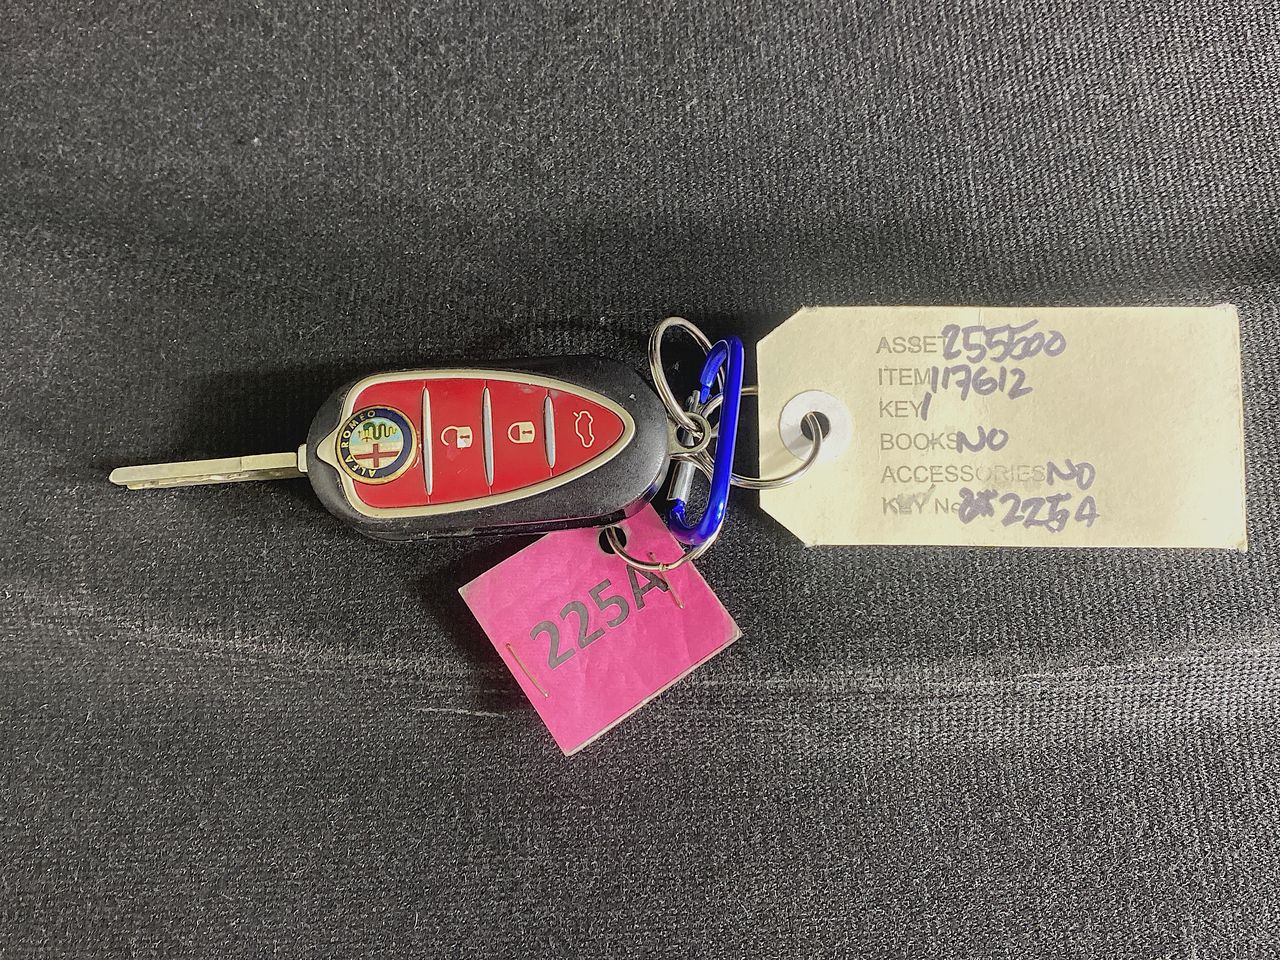 ALFA ROMEO
ASSET 255500
ITEM 117612
KEY 1
BOOKS NO
ACCESSORIES NO
KEY No 225A
225A